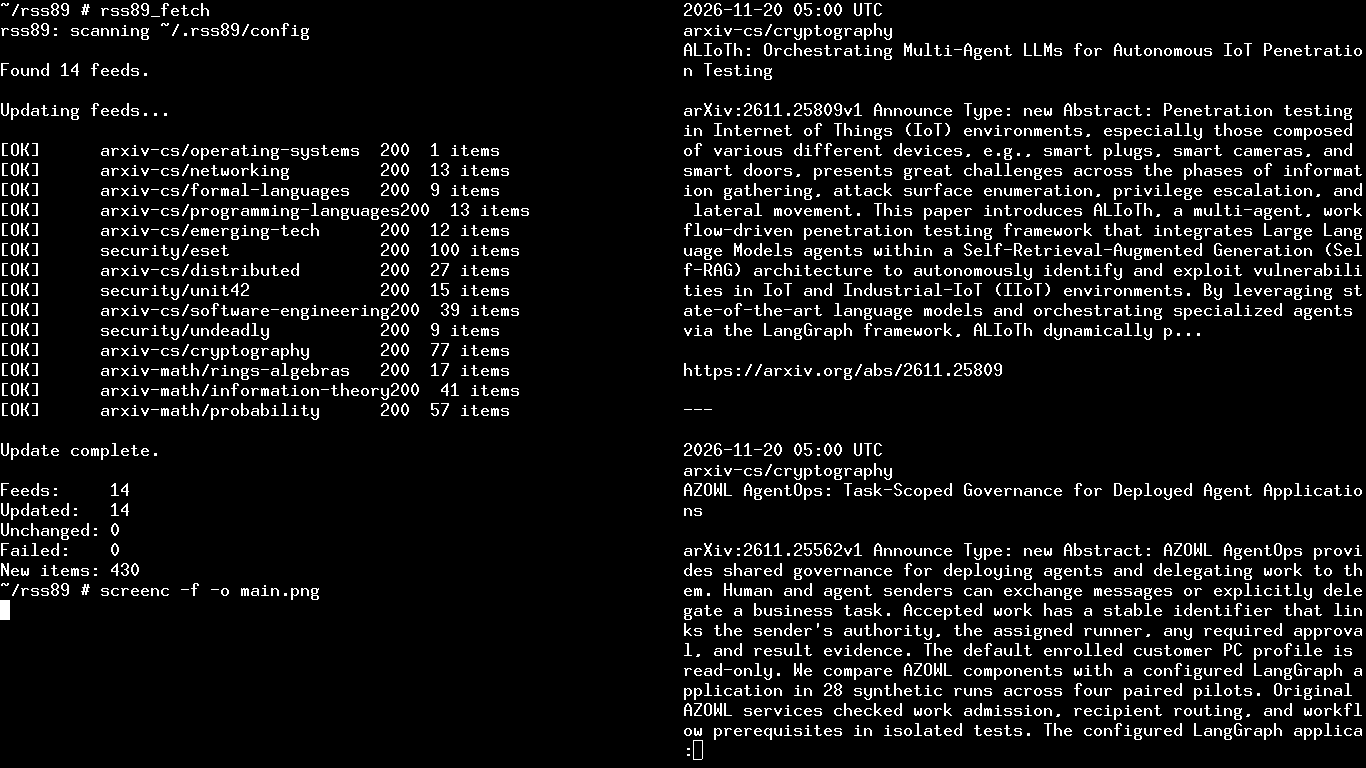 ~/rss89 # rss89_fetch
rss89: scanning ~/.rss89/config
Found 14 feeds.
Updating feeds...
[OK]      arxiv-cs/operating-systems  200  1 items
[OK]      arxiv-cs/networking         200  13 items
[OK]      arxiv-cs/formal-languages   200  9 items
[OK]      arxiv-cs/programming-languages200  13 items
[OK]      arxiv-cs/emerging-tech      200  12 items
[OK]      security/eset               200  100 items
[OK]      arxiv-cs/distributed        200  27 items
[OK]      security/unit42             200  15 items
[OK]      arxiv-cs/software-engineering200  39 items
[OK]      security/undeadly           200  9 items
[OK]      arxiv-cs/cryptography       200  77 items
[OK]      arxiv-math/rings-algebras   200  17 items
[OK]      arxiv-math/information-theory200  41 items
[OK]      arxiv-math/probability      200  57 items
Update complete.
Feeds:     14
Updated:   14
Unchanged: 0
Failed:    0
New items: 430
~/rss89 # screenc -f -o main.png
2026-11-20 05:00 UTC
arxiv-cs/cryptography
ALIoTh: Orchestrating Multi-Agent LLMs for Autonomous IoT Penetratio
n Testing
arXiv:2611.25809v1 Announce Type: new Abstract: Penetration testing
in Internet of Things (IoT) environments, especially those composed
of various different devices, e.g., smart plugs, smart cameras, and
smart doors, presents great challenges across the phases of informat
ion gathering, attack surface enumeration, privilege escalation, and
 lateral movement. This paper introduces ALIoTh, a multi-agent, work
flow-driven penetration testing framework that integrates Large Lang
uage Models agents within a Self-Retrieval-Augmented Generation (Sel
f-RAG) architecture to autonomously identify and exploit vulnerabili
ties in IoT and Industrial-IoT (IIoT) environments. By leveraging st
ate-of-the-art language models and orchestrating specialized agents
via the LangGraph framework, ALIoTh dynamically p...
https://arxiv.org/abs/2611.25809
---
2026-11-20 05:00 UTC
arxiv-cs/cryptography
AZOWL AgentOps: Task-Scoped Governance for Deployed Agent Applicatio
ns
arXiv:2611.25562v1 Announce Type: new Abstract: AZOWL AgentOps provi
des shared governance for deploying agents and delegating work to th
em. Human and agent senders can exchange messages or explicitly dele
gate a business task. Accepted work has a stable identifier that lin
ks the sender's authority, the assigned runner, any required approva
l, and result evidence. The default enrolled customer PC profile is
read-only. We compare AZOWL components with a configured LangGraph a
pplication in 28 synthetic runs across four paired pilots. Original
AZOWL services checked work admission, recipient routing, and workfl
ow prerequisites in isolated tests. The configured LangGraph applica
: